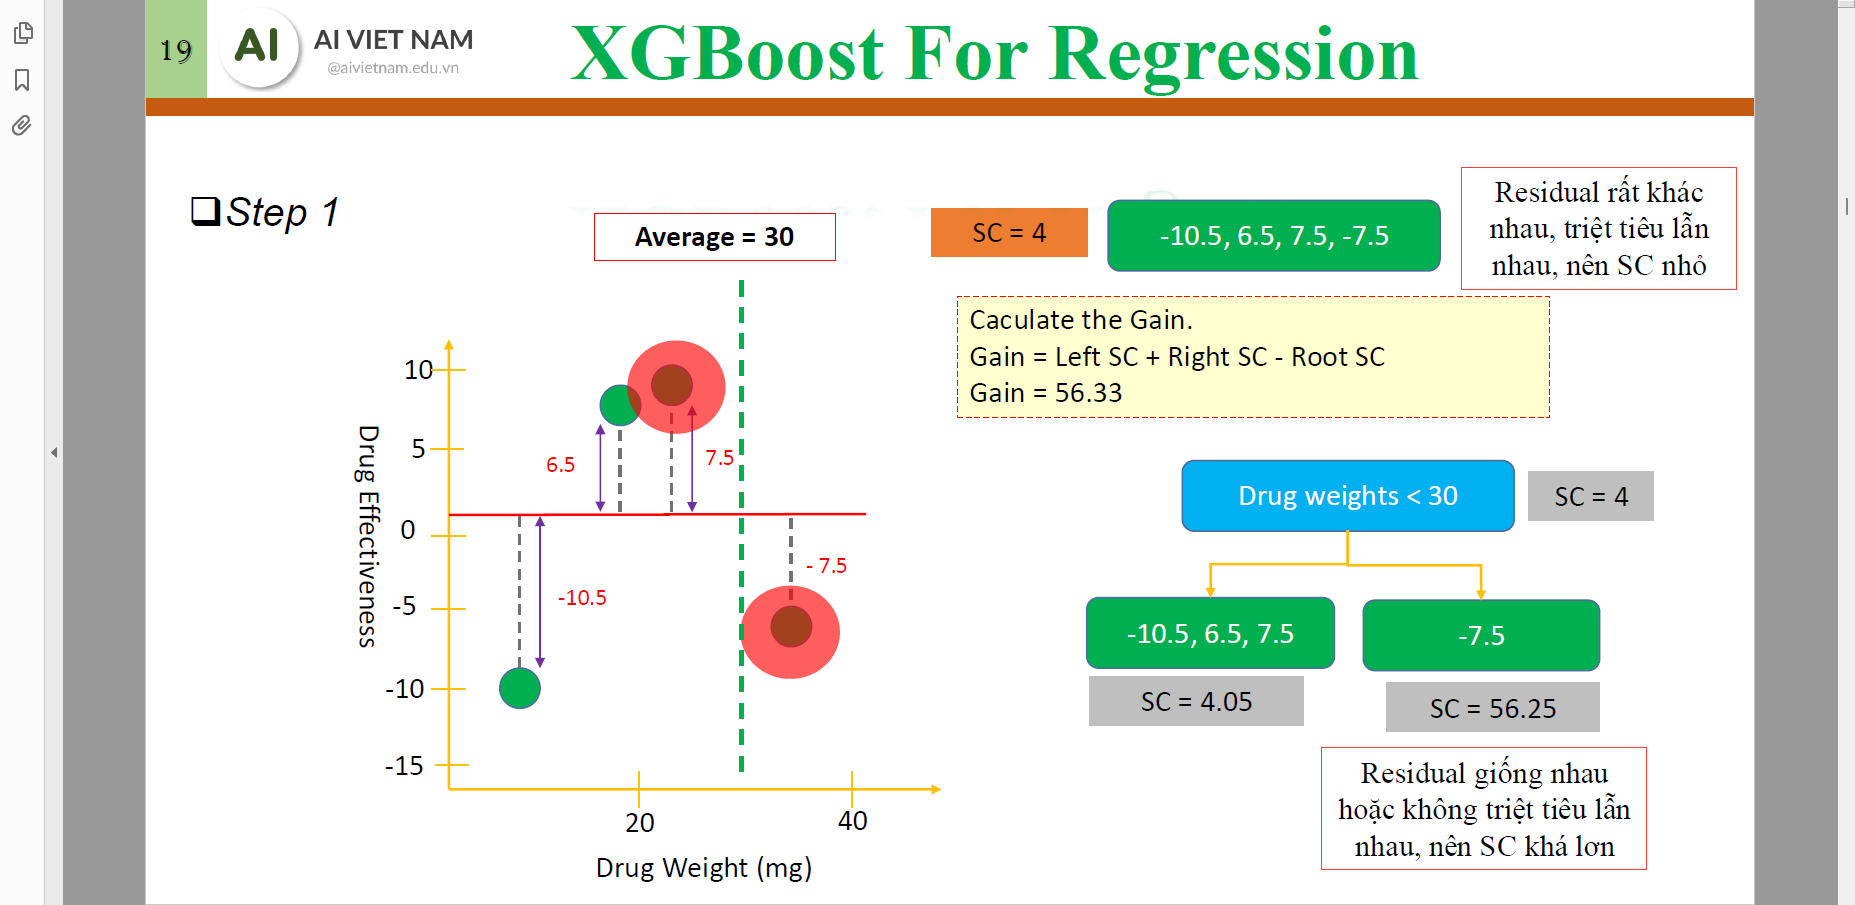 19
AI
AI VIET NAM
@aivietnam.edu.vn
XGBoost For Regression
Step 1
Average = 30
SC = 4
-10.5, 6.5, 7.5, -7.5
Residual rất khác
nhau, triệt tiêu lẫn
nhau, nên SC nhỏ
Caculate the Gain.
Gain = Left SC + Right SC - Root SC
Gain = 56.33
10
5
0
-5
-10
-15
Drug Effectiveness
6.5
7.5
-10.5
- 7.5
20
40
Drug Weight (mg)
Drug weights < 30
SC = 4
-10.5, 6.5, 7.5
-7.5
SC = 4.05
SC = 56.25
Residual giống nhau
hoặc không triệt tiêu lẫn
nhau, nên SC khá lơn